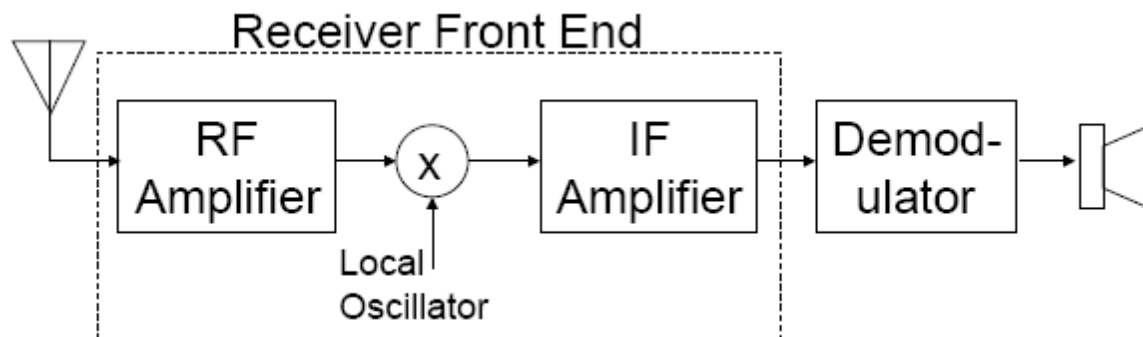 Receiver Front End
RF
Amplifier
x
IF
Amplifier
Demod-
ulator
Local
Oscillator